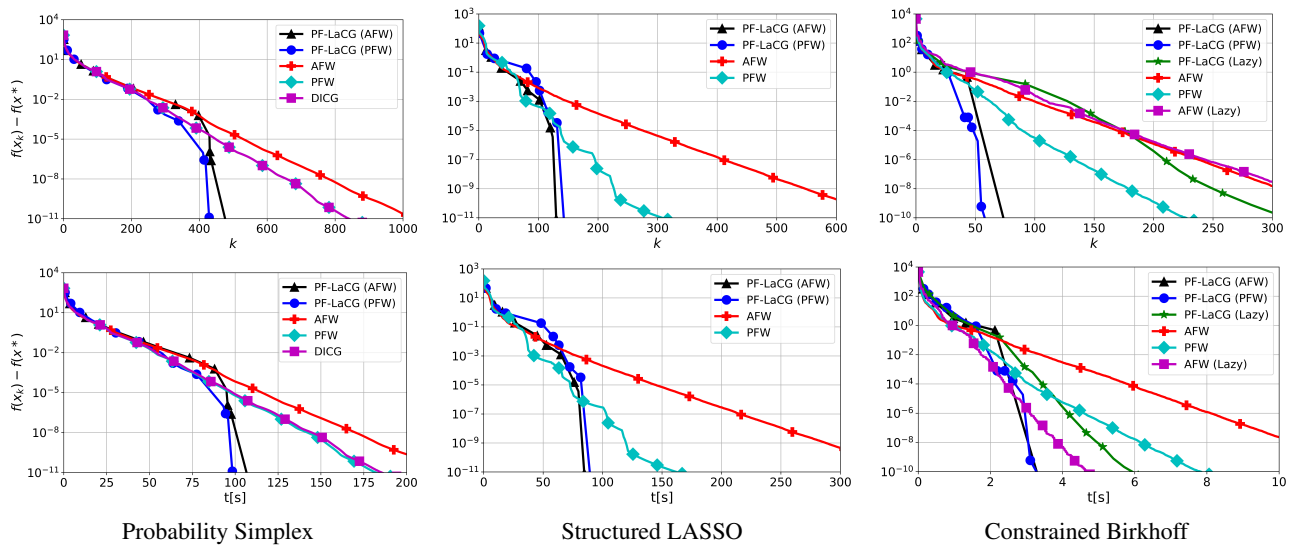 10^4
10^1
10^-2
10^-5
10^-8
10^-11
f(x_k) − f(x*)
0 200 400 600 800 1000
k
PF-LaCG (AFW)
PF-LaCG (PFW)
AFW
PFW
DICG
10^3
10^1
10^-1
10^-3
10^-5
10^-7
10^-9
10^-11
0 100 200 300 400 500 600
k
PF-LaCG (AFW)
PF-LaCG (PFW)
AFW
PFW
10^4
10^2
10^0
10^-2
10^-4
10^-6
10^-8
10^-10
0 50 100 150 200 250 300
k
PF-LaCG (AFW)
PF-LaCG (PFW)
PF-LaCG (Lazy)
AFW
PFW
AFW (Lazy)
10^4
10^1
10^-2
10^-5
10^-8
10^-11
f(x_k) − f(x*)
0 25 50 75 100 125 150 175 200
t[s]
PF-LaCG (AFW)
PF-LaCG (PFW)
AFW
PFW
DICG
10^3
10^1
10^-1
10^-3
10^-5
10^-7
10^-9
10^-11
0 50 100 150 200 250 300
t[s]
PF-LaCG (AFW)
PF-LaCG (PFW)
AFW
PFW
10^4
10^2
10^0
10^-2
10^-4
10^-6
10^-8
10^-10
0 2 4 6 8 10
t[s]
PF-LaCG (AFW)
PF-LaCG (PFW)
PF-LaCG (Lazy)
AFW
PFW
AFW (Lazy)
Probability Simplex
Structured LASSO
Constrained Birkhoff